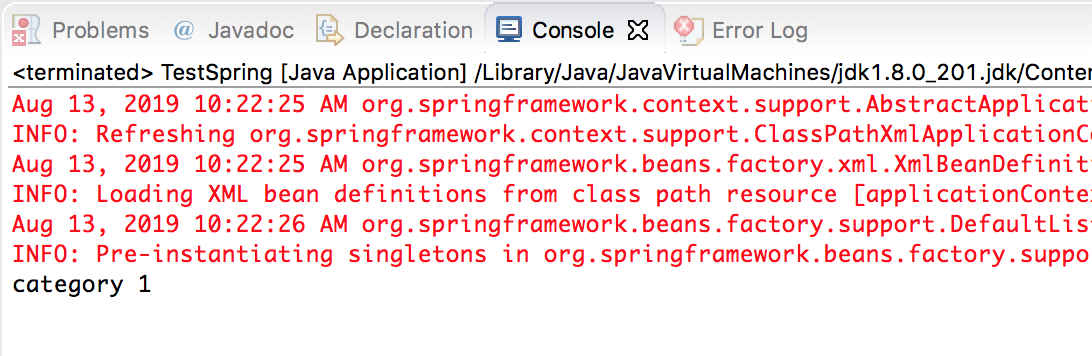 Problems @ Javadoc Declaration Console Error Log
<terminated> TestSpring [Java Application] /Library/Java/JavaVirtualMachines/jdk1.8.0_201.jdk/Conten
Aug 13, 2019 10:22:25 AM org.springframework.context.support.AbstractApplicati
INFO: Refreshing org.springframework.context.support.ClassPathXmlApplicationCo
Aug 13, 2019 10:22:25 AM org.springframework.beans.factory.xml.XmlBeanDefinit
INFO: Loading XML bean definitions from class path resource [applicationContex
Aug 13, 2019 10:22:26 AM org.springframework.beans.factory.support.DefaultLis
INFO: Pre-instantiating singletons in org.springframework.beans.factory.suppo
category 1